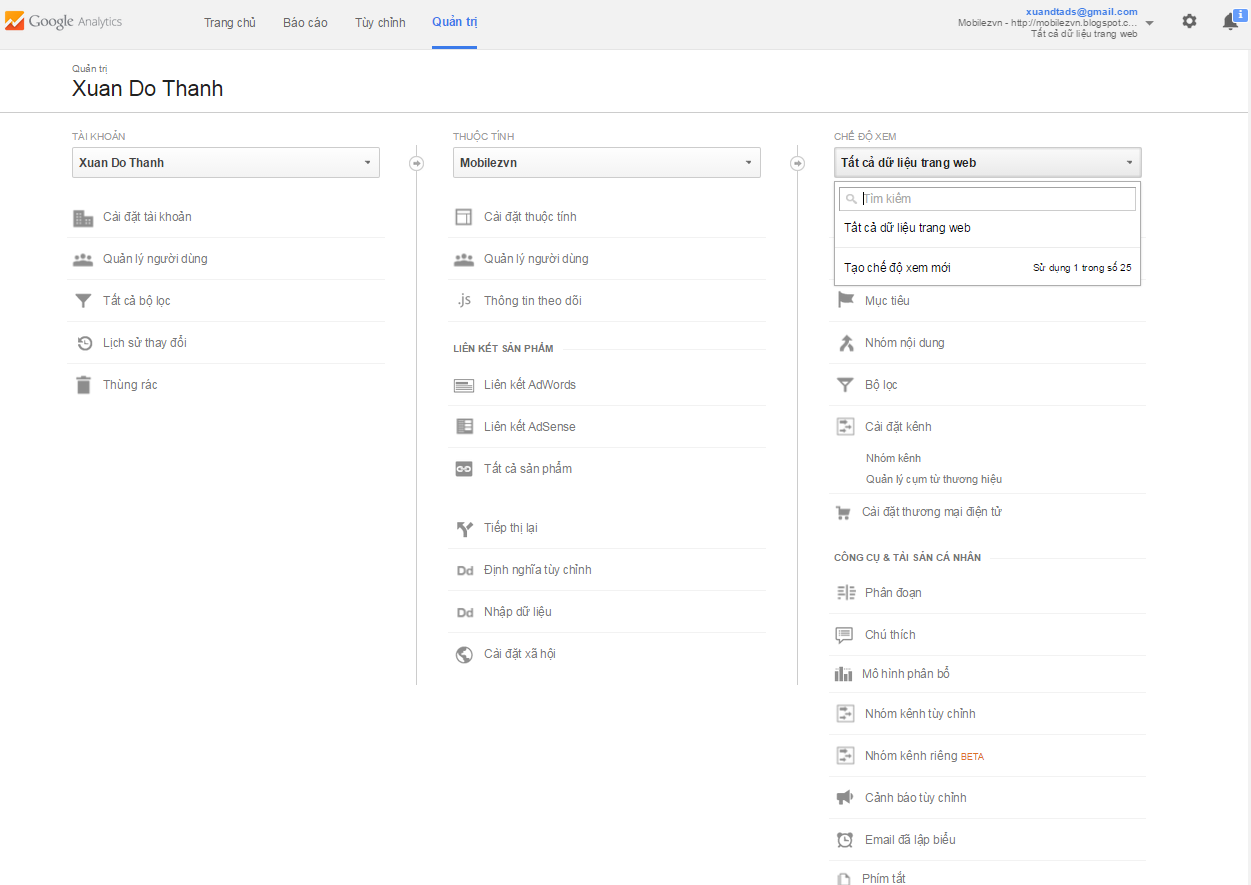 Google Analytics
Trang chủ
Báo cáo
Tùy chỉnh
Quản trị
xuandtads@gmail.com
Mobilezvn - http://mobilezvn.blogspot.c...
Tất cả dữ liệu trang web
Quản trị
Xuan Do Thanh
TÀI KHOẢN
Xuan Do Thanh
Cài đặt tài khoản
Quản lý người dùng
Tất cả bộ lọc
Lịch sử thay đổi
Thùng rác
THUỘC TÍNH
Mobilezvn
Cài đặt thuộc tính
Quản lý người dùng
.js Thông tin theo dõi
LIÊN KẾT SẢN PHẨM
Liên kết AdWords
Liên kết AdSense
Tất cả sản phẩm
Tiếp thị lại
Dd Định nghĩa tùy chỉnh
Dd Nhập dữ liệu
Cài đặt xã hội
CHẾ ĐỘ XEM
Tất cả dữ liệu trang web
Tìm kiếm
Tất cả dữ liệu trang web
Tạo chế độ xem mới Sử dụng 1 trong số 25
Mục tiêu
Nhóm nội dung
Bộ lọc
Cài đặt kênh
Nhóm kênh
Quản lý cụm từ thương hiệu
Cài đặt thương mại điện tử
CÔNG CỤ & TÀI SẢN CÁ NHÂN
Phân đoạn
Chú thích
Mô hình phân bổ
Nhóm kênh tùy chỉnh
Nhóm kênh riêng BETA
Cảnh báo tùy chỉnh
Email đã lập biểu
Phím tắt